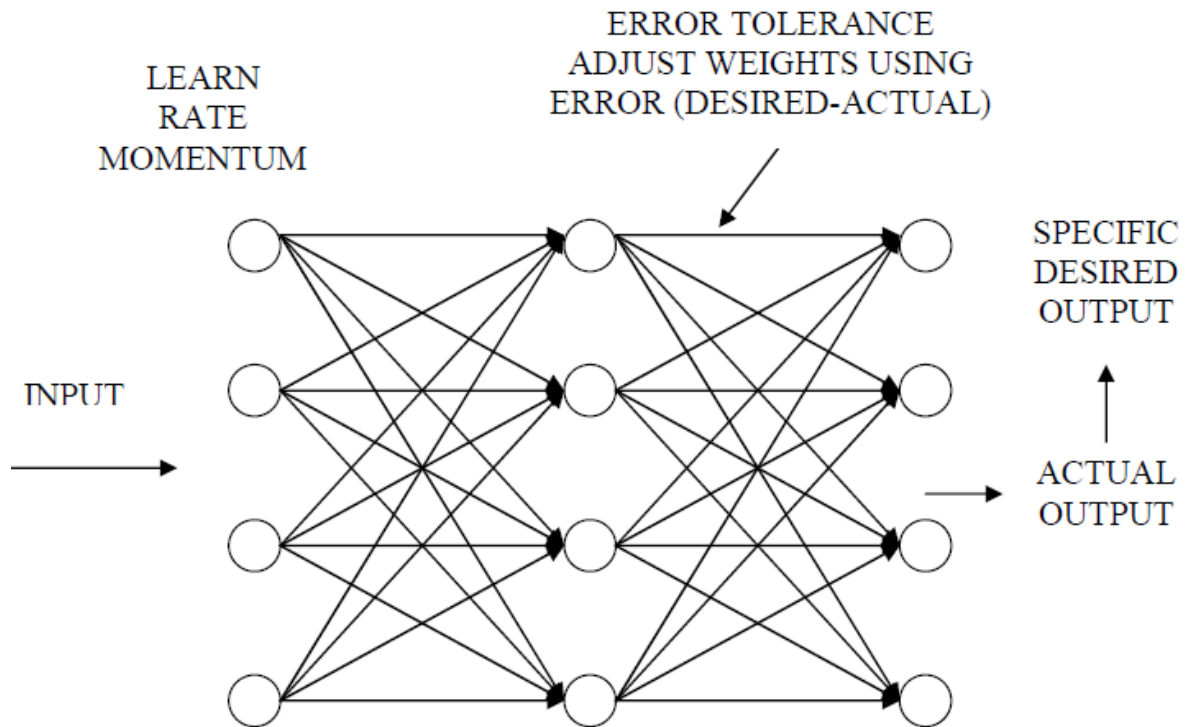 LEARN
RATE
MOMENTUM
ERROR TOLERANCE
ADJUST WEIGHTS USING
ERROR (DESIRED-ACTUAL)
INPUT
SPECIFIC
DESIRED
OUTPUT
ACTUAL
OUTPUT